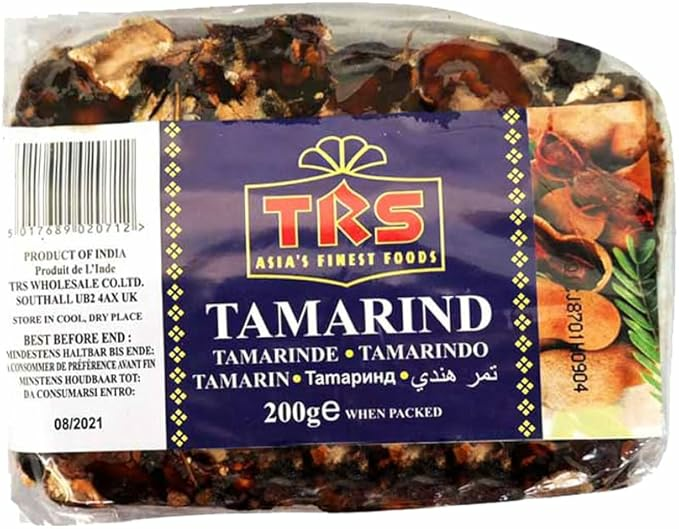 5 017689 020712 >
PRODUCT OF INDIA
Produit de L'Inde
TRS WHOLESALE CO.LTD.
SOUTHALL UB2 4AX UK
STORE IN COOL, DRY PLACE
BEST BEFORE END :
MINDESTENS HALTBAR BIS ENDE:
A CONSOMMER DE PRÉFÉRENCE AVANT FIN
MINSTENS HOUDBAAR TOT:
DA CONSUMARSI ENTRO:
08/2021
TRS
ASIA'S FINEST FOODS
TAMARIND
TAMARINDE • TAMARINDO
TAMARIN • Тамаринд • تمر هندي
200g e WHEN PACKED